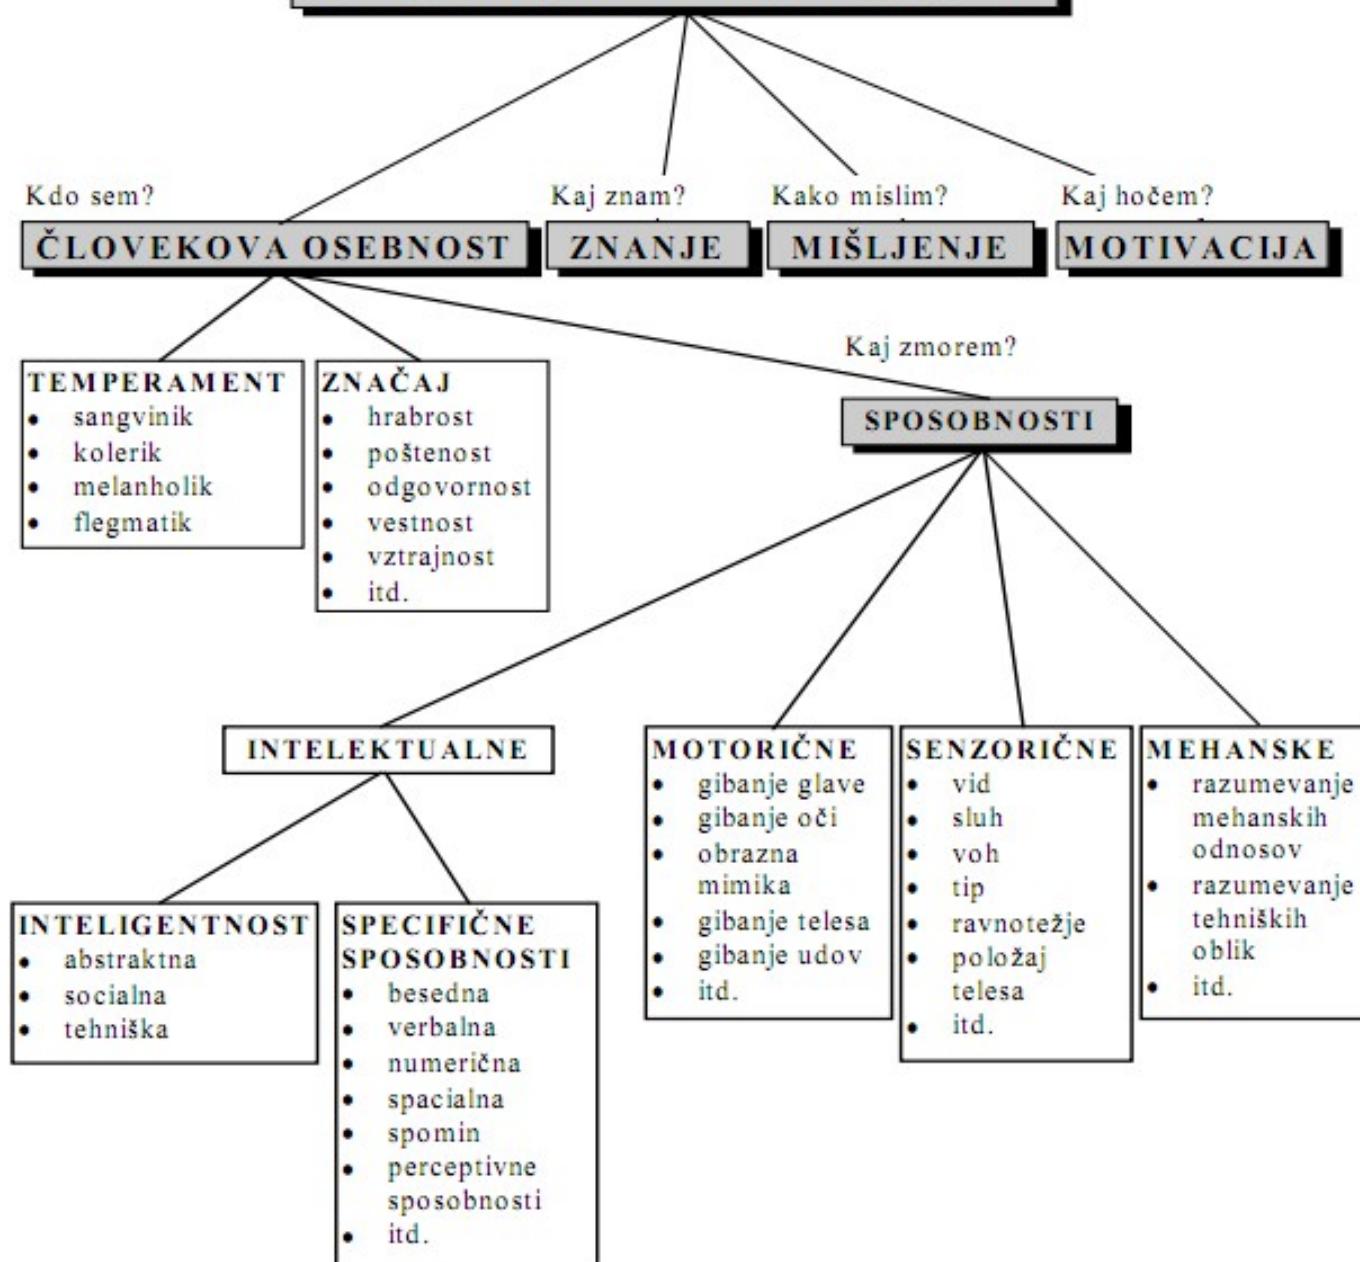 Kdo sem?
ČLOVEKOVA OSEBNOST
Kaj znam?
ZNANJE
Kako mislim?
MIŠLJENJE
Kaj hočem?
MOTIVACIJA
TEMPERAMENT
• sangvinik
• kolerik
• melanholik
• flegmatik
ZNAČAJ
• hrabrost
• poštenost
• odgovornost
• vestnost
• vztrajnost
• itd.
Kaj zmorem?
SPOSOBNOSTI
INTELEKTUALNE
INTELIGENTNOST
• abstraktna
• socialna
• tehniška
SPECIFIČNE
SPOSOBNOSTI
• besedna
• verbalna
• numerična
• spacialna
• spomin
• perceptivne
sposobnosti
• itd.
MOTORIČNE
• gibanje glave
• gibanje oči
• obrazna
mimika
• gibanje telesa
• gibanje udov
• itd.
SENZORIČNE
• vid
• sluh
• voh
• tip
• ravnotežje
• položaj
telesa
• itd.
MEHANSKE
• razumevanje
mehanskih
odnosov
• razumevanje
tehniških
oblik
• itd.